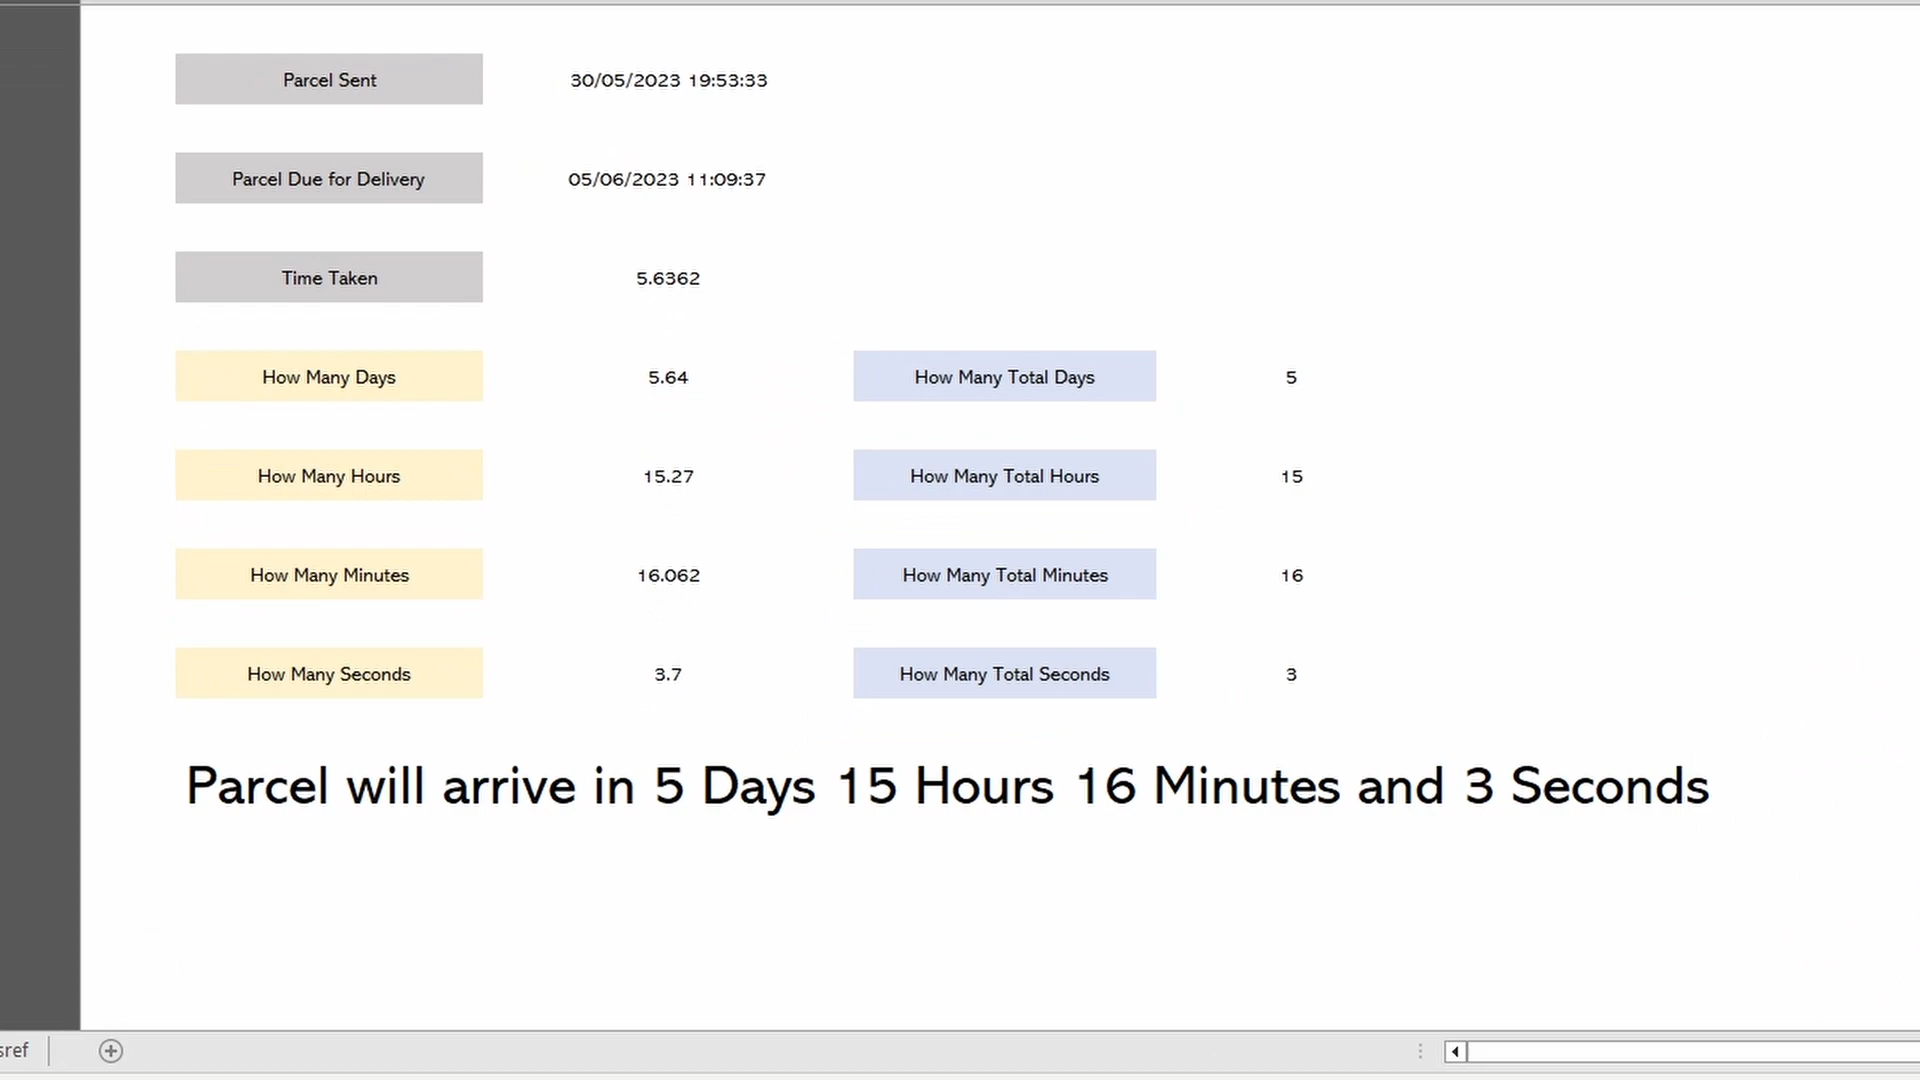 Parcel Sent 30/05/2023 19:53:33
Parcel Due for Delivery 05/06/2023 11:09:37
Time Taken 5.6362
How Many Days 5.64 How Many Total Days 5
How Many Hours 15.27 How Many Total Hours 15
How Many Minutes 16.062 How Many Total Minutes 16
How Many Seconds 3.7 How Many Total Seconds 3
Parcel will arrive in 5 Days 15 Hours 16 Minutes and 3 Seconds
sref